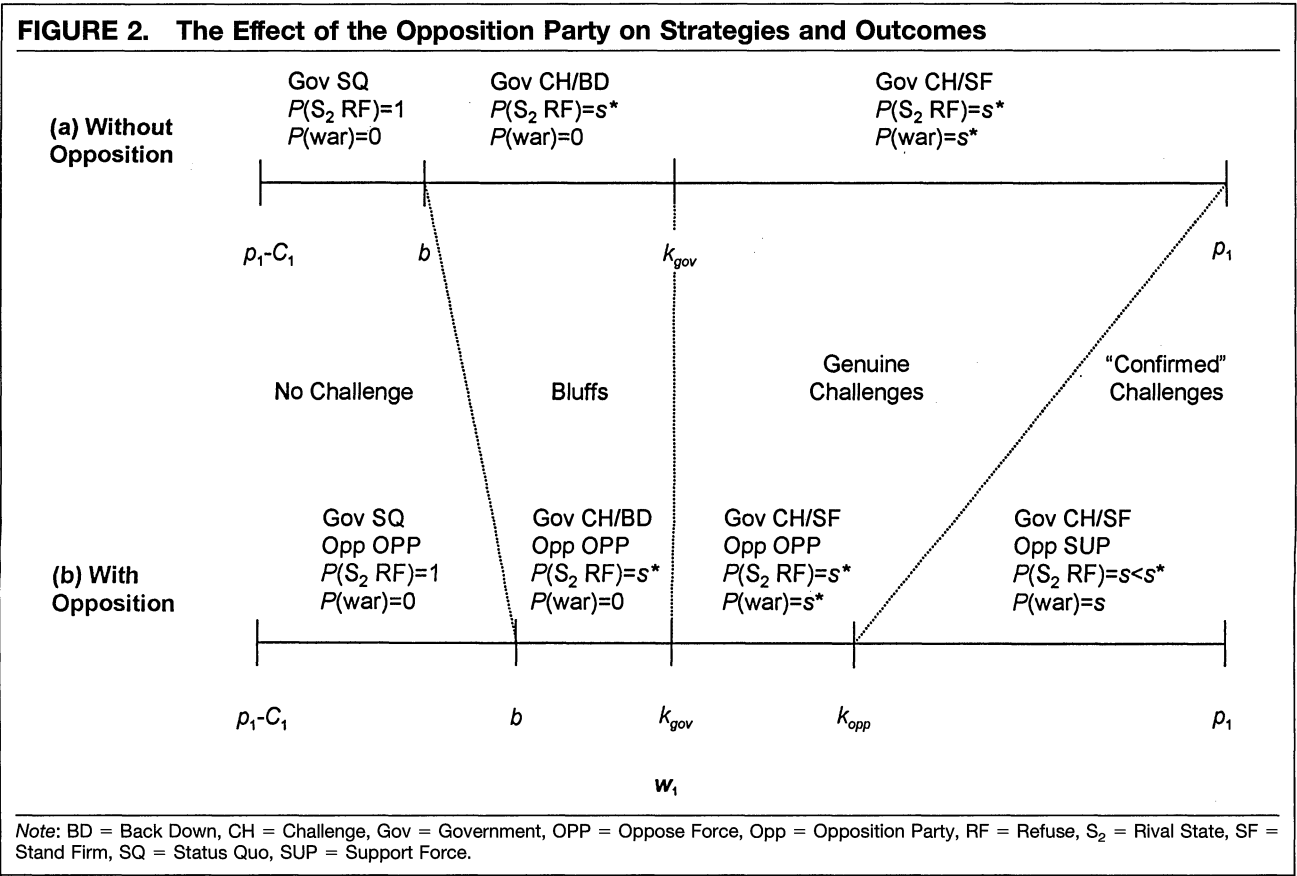 FIGURE 2. The Effect of the Opposition Party on Strategies and Outcomes
(a) Without
Opposition
Gov SQ
P(S₂ RF)=1
P(war)=0
Gov CH/BD
P(S₂ RF)=s*
P(war)=0
Gov CH/SF
P(S₂ RF)=s*
P(war)=s*
p₁-C₁
b
k_gov
p₁
No Challenge
Bluffs
Genuine
Challenges
"Confirmed"
Challenges
(b) With
Opposition
Gov SQ
Opp OPP
P(S₂ RF)=1
P(war)=0
Gov CH/BD
Opp OPP
P(S₂ RF)=s*
P(war)=0
Gov CH/SF
Opp OPP
P(S₂ RF)=s*
P(war)=s*
Gov CH/SF
Opp SUP
P(S₂ RF)=s<s*
P(war)=s
p₁-C₁
b
k_gov
k_opp
p₁
w₁
Note: BD = Back Down, CH = Challenge, Gov = Government, OPP = Oppose Force, Opp = Opposition Party, RF = Refuse, S₂ = Rival State, SF =
Stand Firm, SQ = Status Quo, SUP = Support Force.